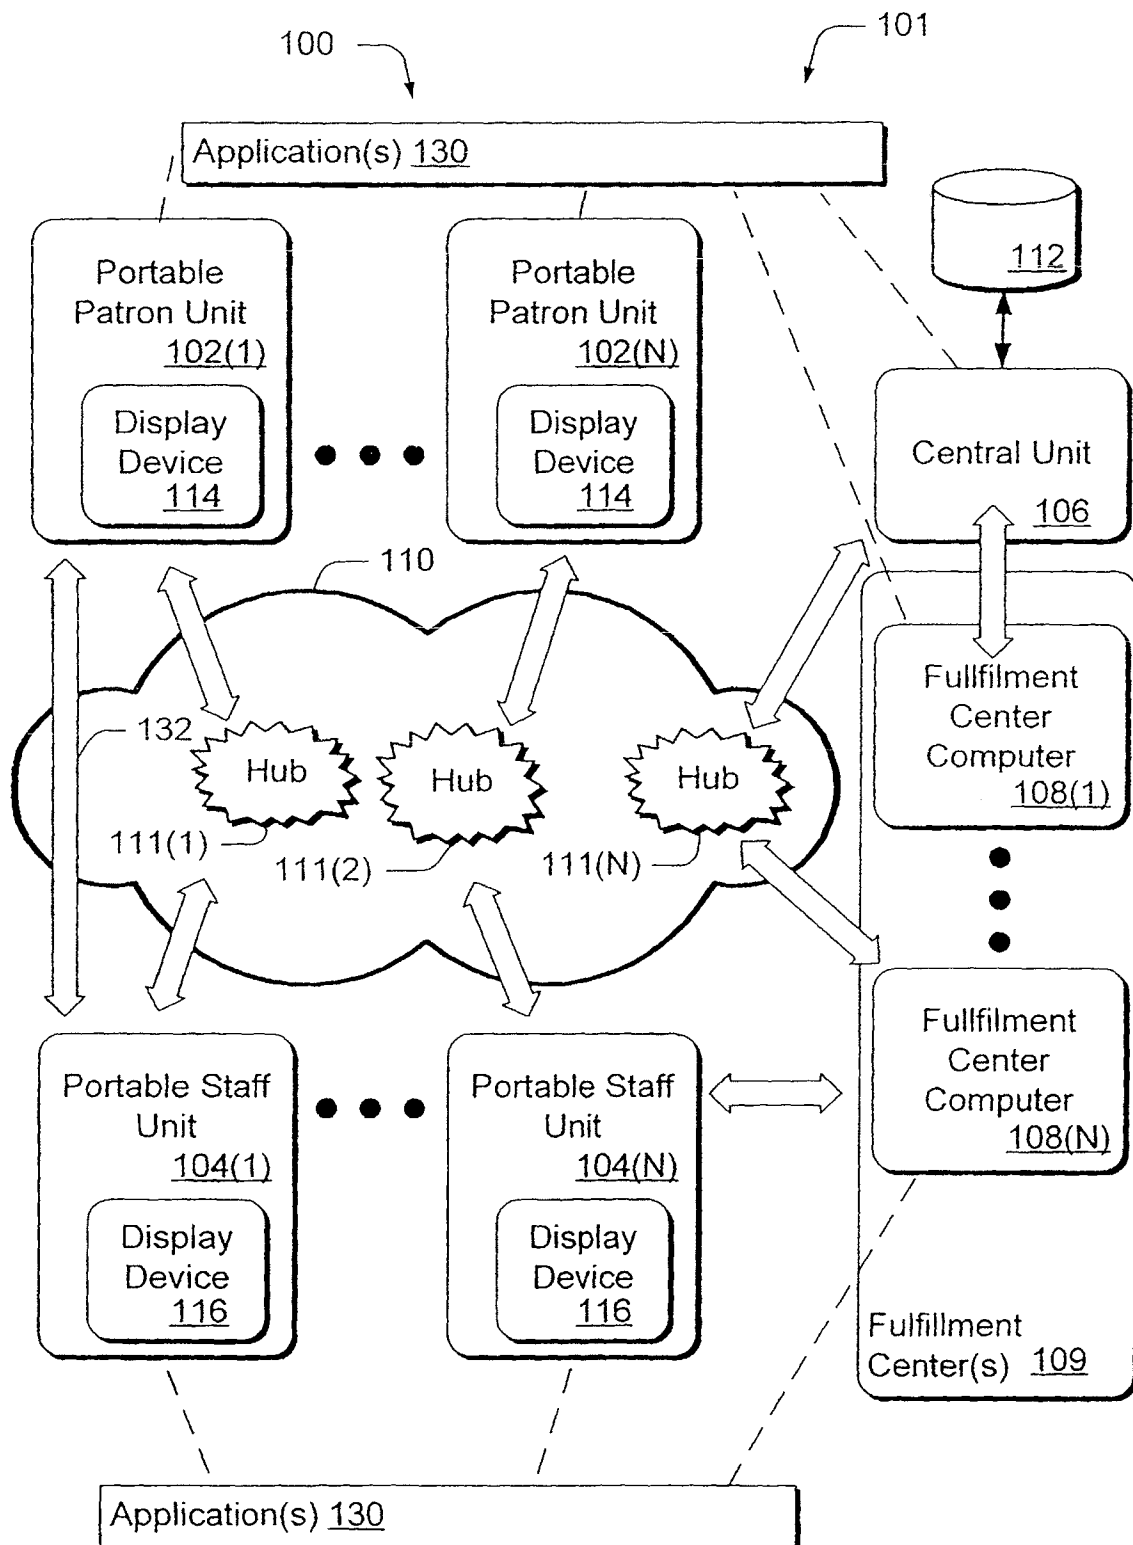 100
101
Application(s) 130
Portable
Patron Unit
102(1)
Display
Device
114
Portable
Patron Unit
102(N)
Display
Device
114
112
Central Unit
106
110
132
Hub
111(1)
Hub
111(2)
Hub
111(N)
Fullfilment
Center
Computer
108(1)
Fullfilment
Center
Computer
108(N)
Fulfillment
Center(s) 109
Portable Staff
Unit
104(1)
Display
Device
116
Portable Staff
Unit
104(N)
Display
Device
116
Application(s) 130